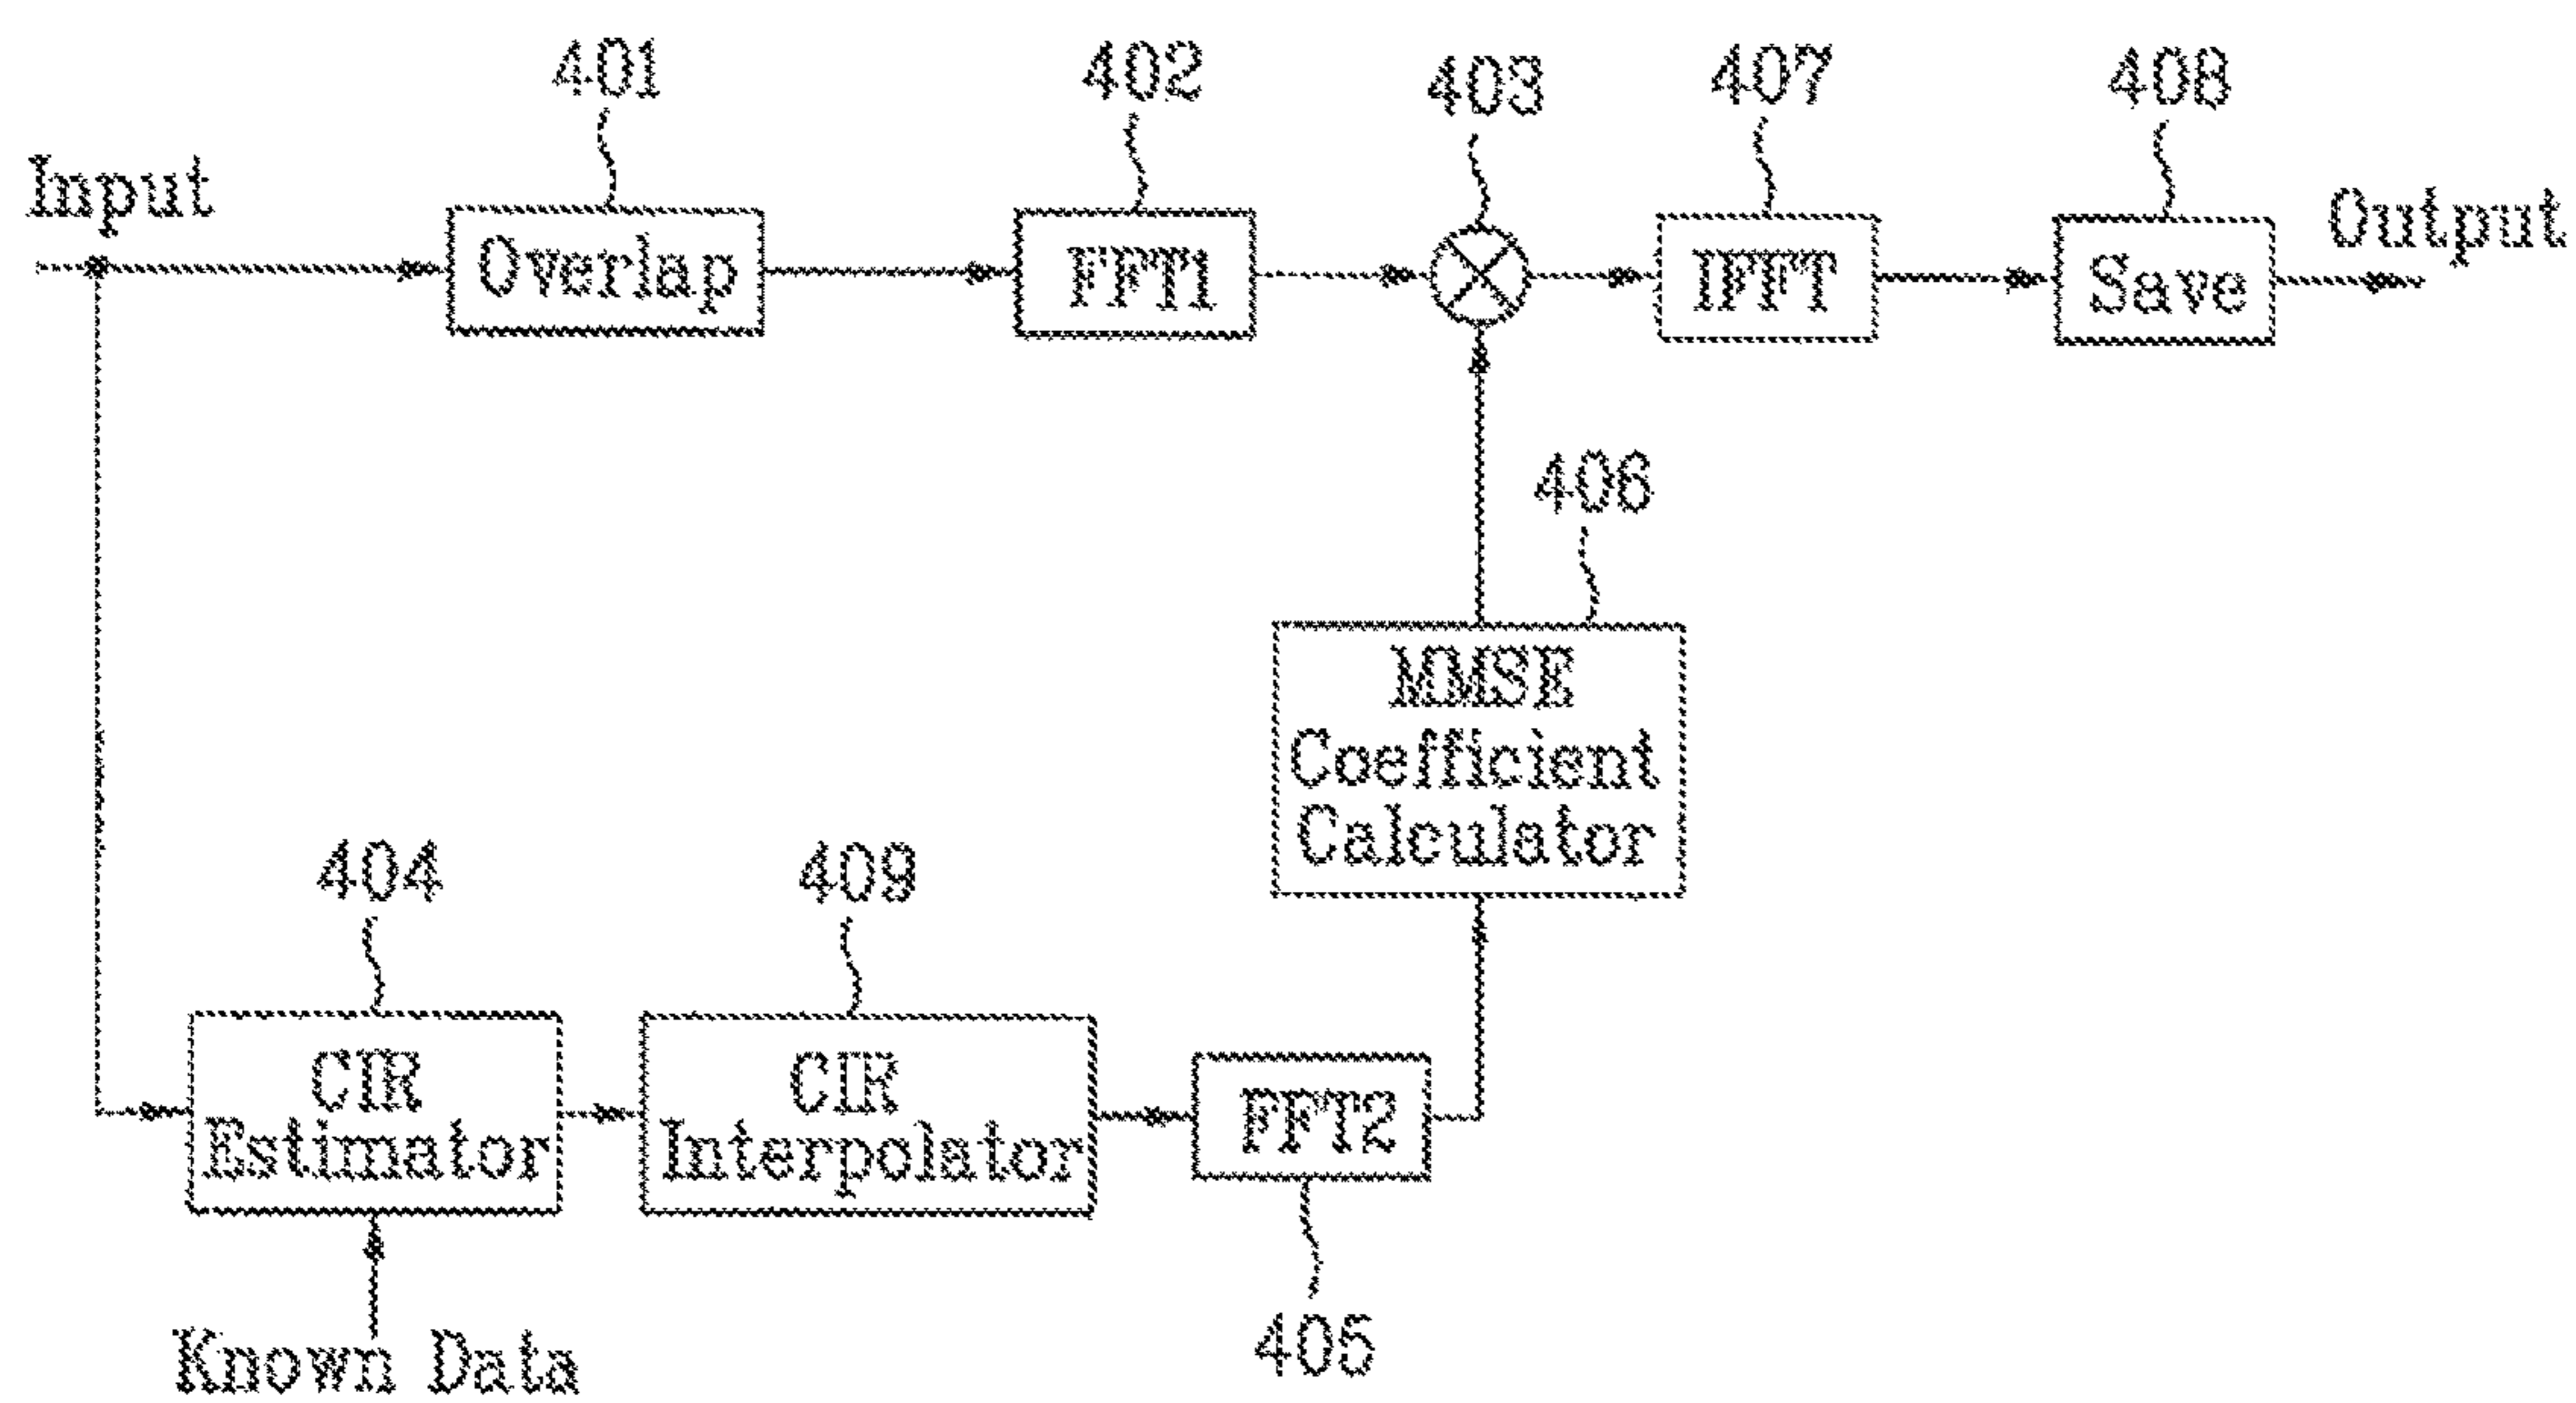 401
402
403
407
408
Input
Output
Overlap
FFT1
IFFT
Save
406
MMSE
Coefficient
Calculator
404
409
CIR
Estimator
CIR
Interpolator
FFT2
405
Known Data